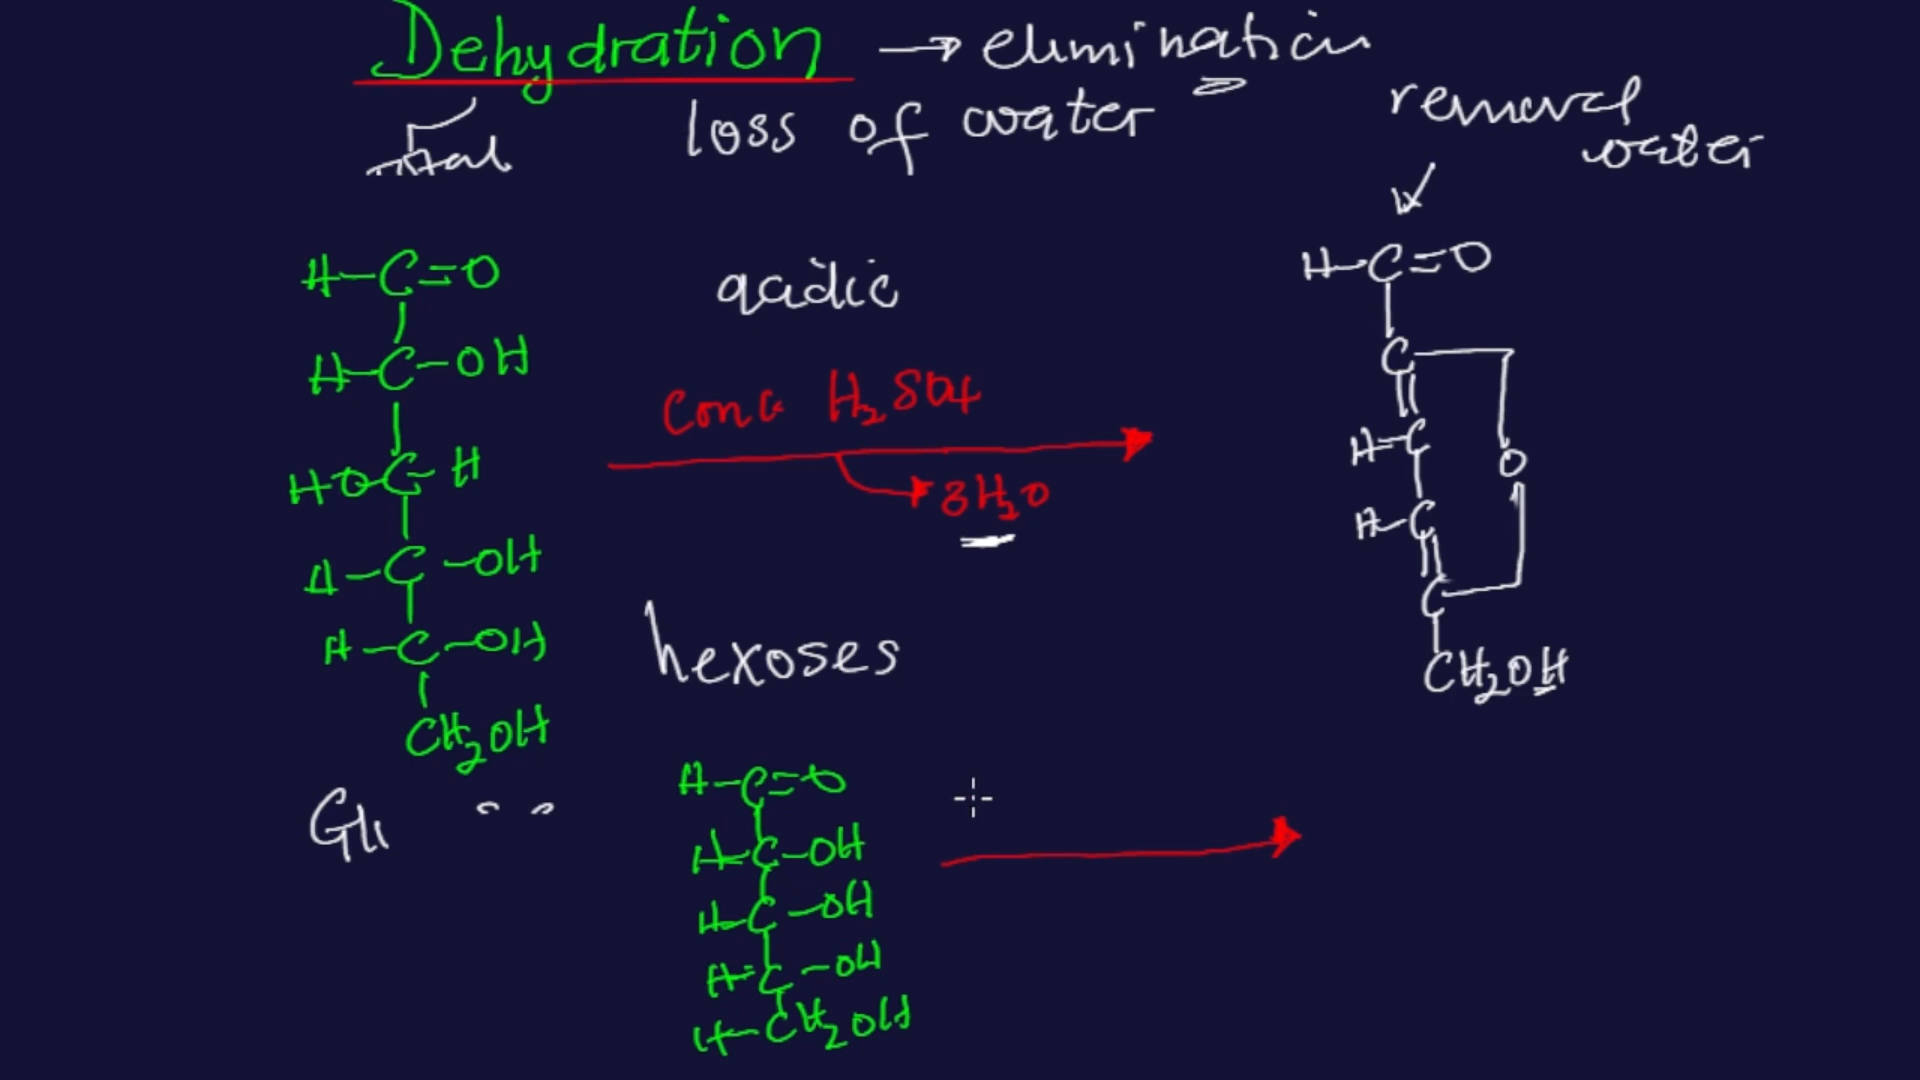 Dehydration → elimination
loss of water
removal
water
H-C=O
H-C-OH
HO-C-H
H-C-OH
H-C-OH
CH2OH
acidic
Conc H2SO4
3H2O
hexoses
H-C=O
C
H-C
O
H-C
C
CH2OH
H-C=O
H-C-OH
H-C-OH
H-C-OH
H-CH2OH